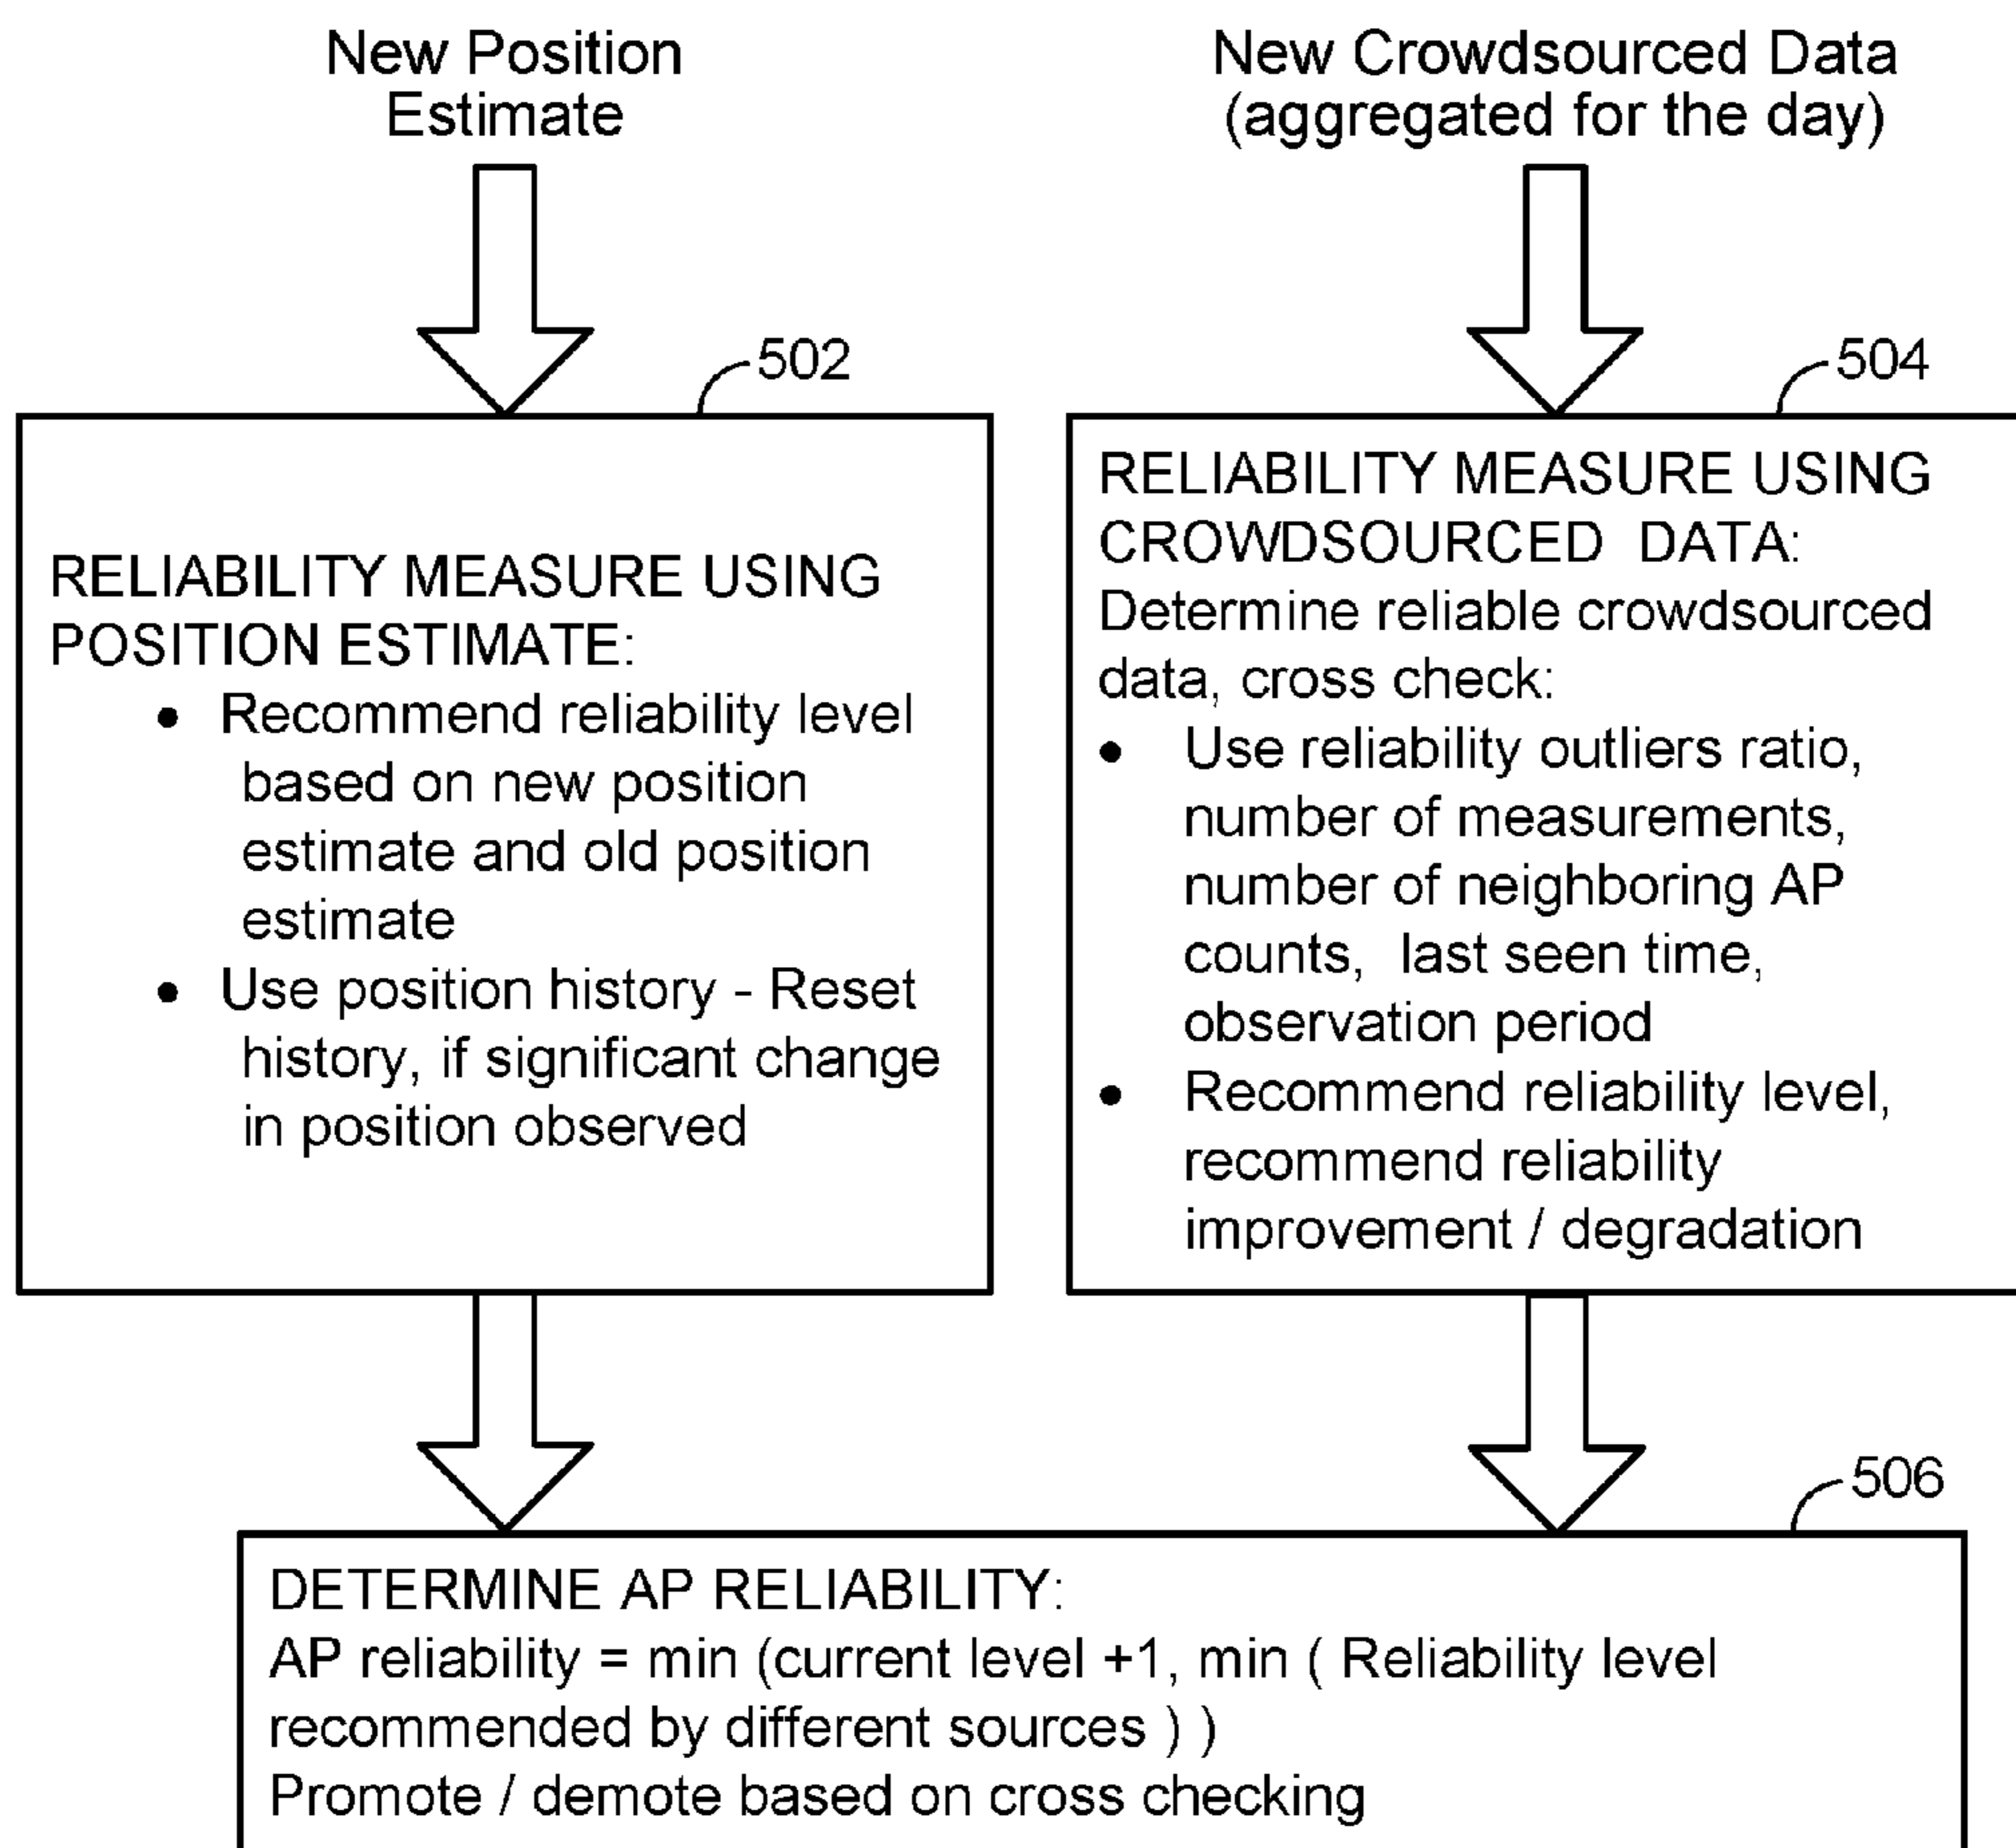 New Position
Estimate
New Crowdsourced Data
(aggregated for the day)
502
504
RELIABILITY MEASURE USING
POSITION ESTIMATE:
• Recommend reliability level
based on new position
estimate and old position
estimate
• Use position history - Reset
history, if significant change
in position observed
RELIABILITY MEASURE USING
CROWDSOURCED DATA:
Determine reliable crowdsourced
data, cross check:
• Use reliability outliers ratio,
number of measurements,
number of neighboring AP
counts, last seen time,
observation period
• Recommend reliability level,
recommend reliability
improvement / degradation
506
DETERMINE AP RELIABILITY:
AP reliability = min (current level +1, min ( Reliability level
recommended by different sources ) )
Promote / demote based on cross checking